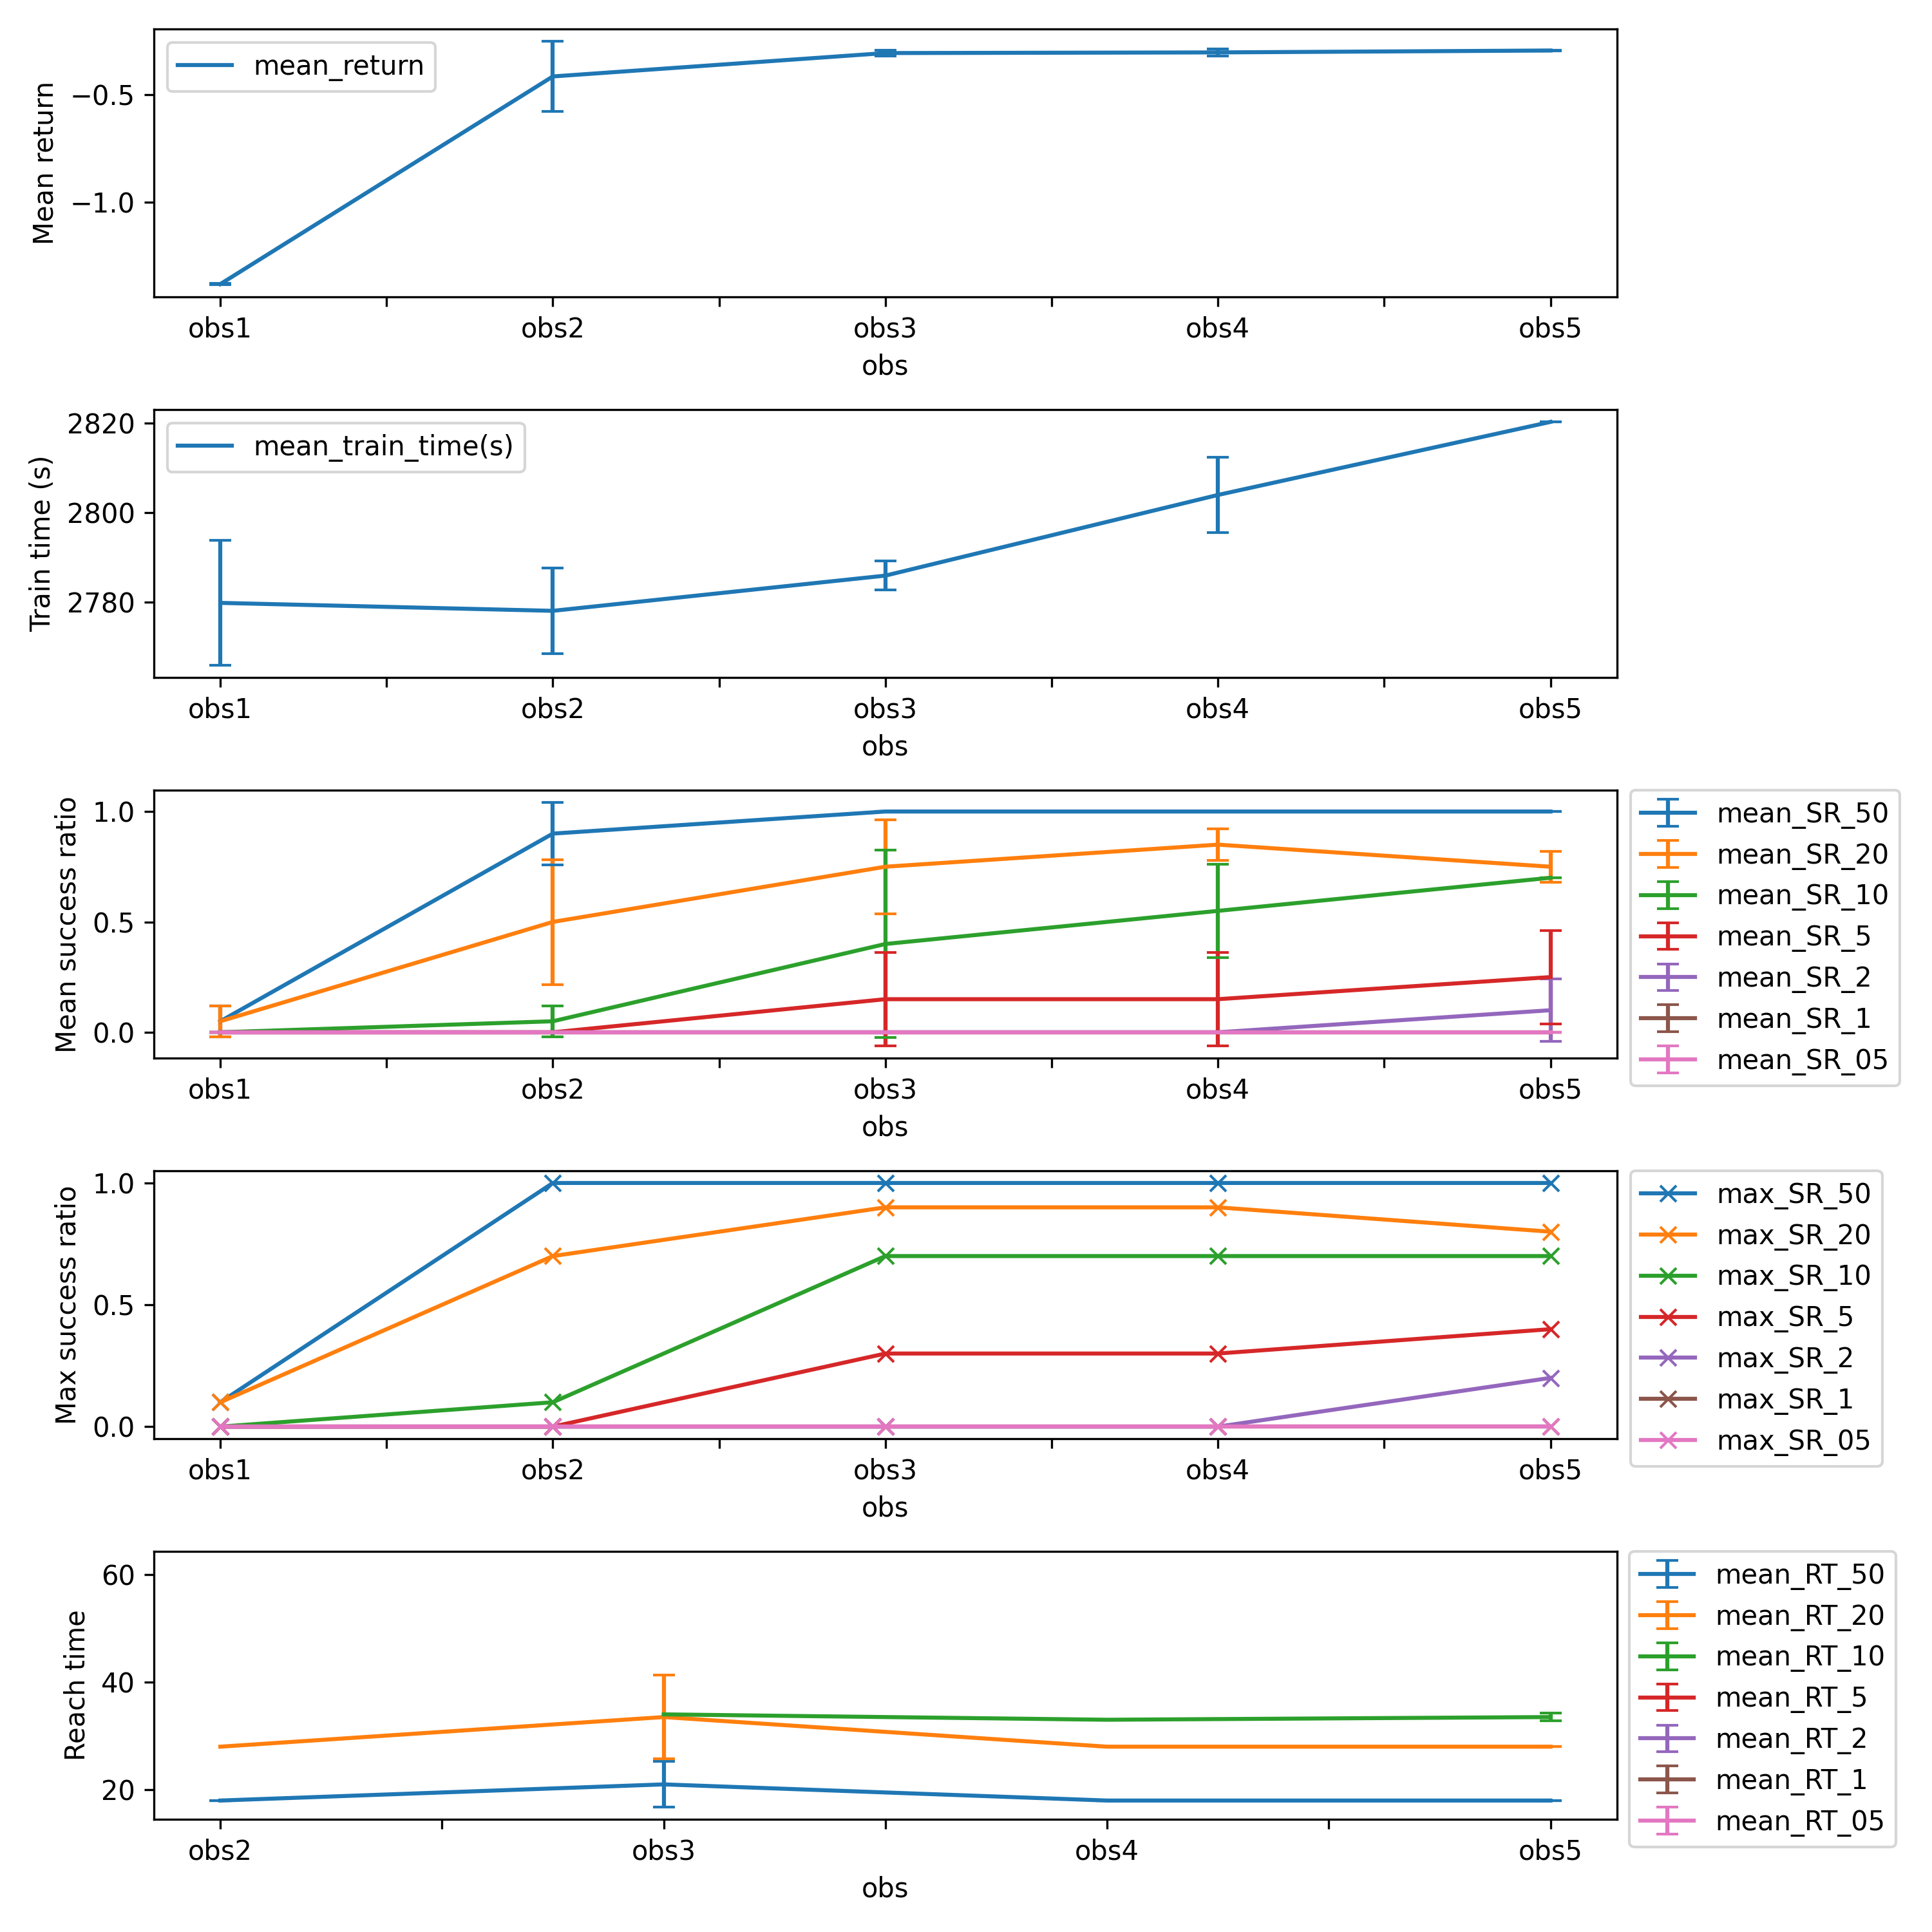 Mean return
−0.5
−1.0
mean_return
obs1 obs2 obs3 obs4 obs5
obs
Train time (s)
2820
2800
2780
mean_train_time(s)
obs1 obs2 obs3 obs4 obs5
obs
Mean success ratio
1.0
0.5
0.0
obs1 obs2 obs3 obs4 obs5
obs
mean_SR_50
mean_SR_20
mean_SR_10
mean_SR_5
mean_SR_2
mean_SR_1
mean_SR_05
Max success ratio
1.0
0.5
0.0
obs1 obs2 obs3 obs4 obs5
obs
max_SR_50
max_SR_20
max_SR_10
max_SR_5
max_SR_2
max_SR_1
max_SR_05
Reach time
60
40
20
obs2 obs3 obs4 obs5
obs
mean_RT_50
mean_RT_20
mean_RT_10
mean_RT_5
mean_RT_2
mean_RT_1
mean_RT_05